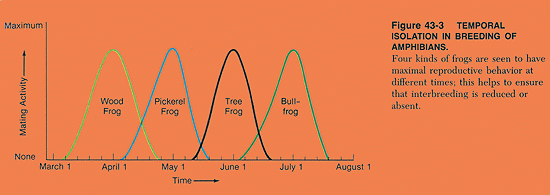 Maximum
Mating Activity
None
Wood
Frog
Pickerel
Frog
Tree
Frog
Bull-
frog
March 1
April 1
May 1
June 1
July 1
August 1
Time
Figure 43-3 TEMPORAL
ISOLATION IN BREEDING OF
AMPHIBIANS.
Four kinds of frogs are seen to have
maximal reproductive behavior at
different times; this helps to ensure
that interbreeding is reduced or
absent.